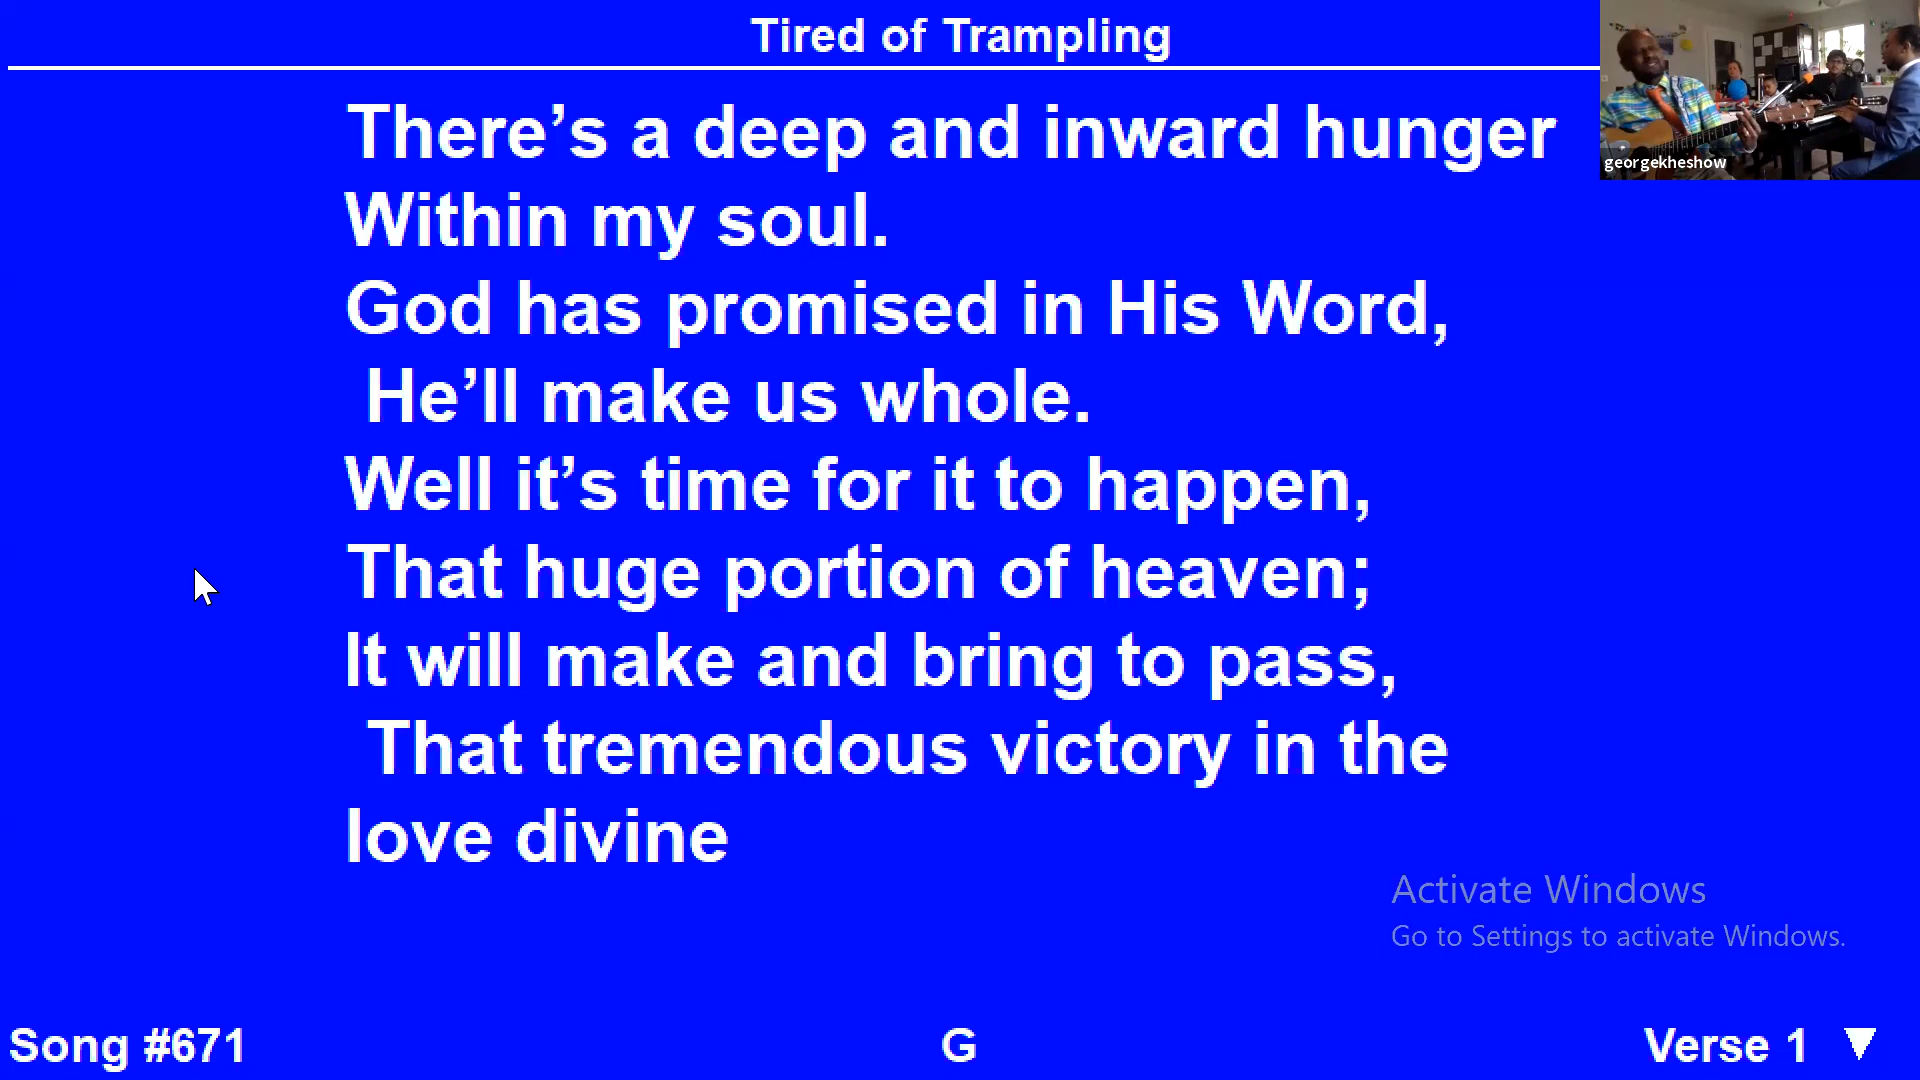 Tired of Trampling
There’s a deep and inward hunger
Within my soul.
God has promised in His Word,
He’ll make us whole.
Well it’s time for it to happen,
That huge portion of heaven;
It will make and bring to pass,
That tremendous victory in the
love divine
georgekheshow
Activate Windows
Go to Settings to activate Windows.
Song #671
G
Verse 1